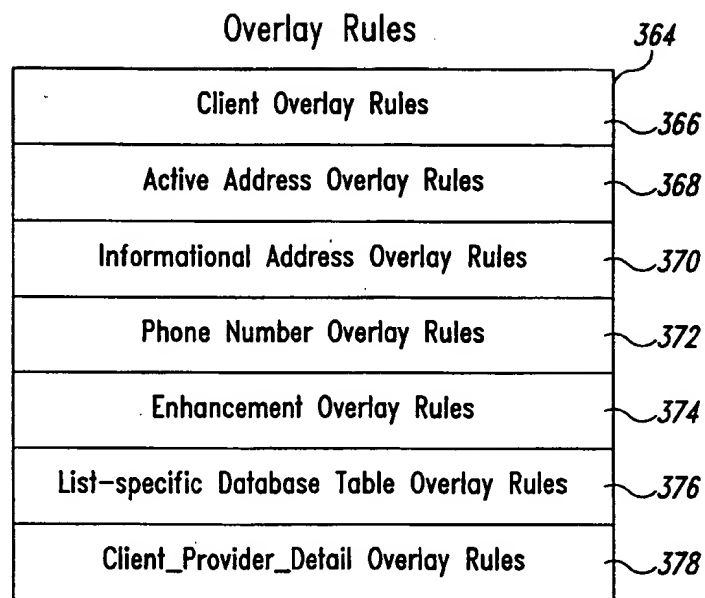 Overlay Rules
364
Client Overlay Rules 366
Active Address Overlay Rules 368
Informational Address Overlay Rules 370
Phone Number Overlay Rules 372
Enhancement Overlay Rules 374
List-specific Database Table Overlay Rules 376
Client_Provider_Detail Overlay Rules 378